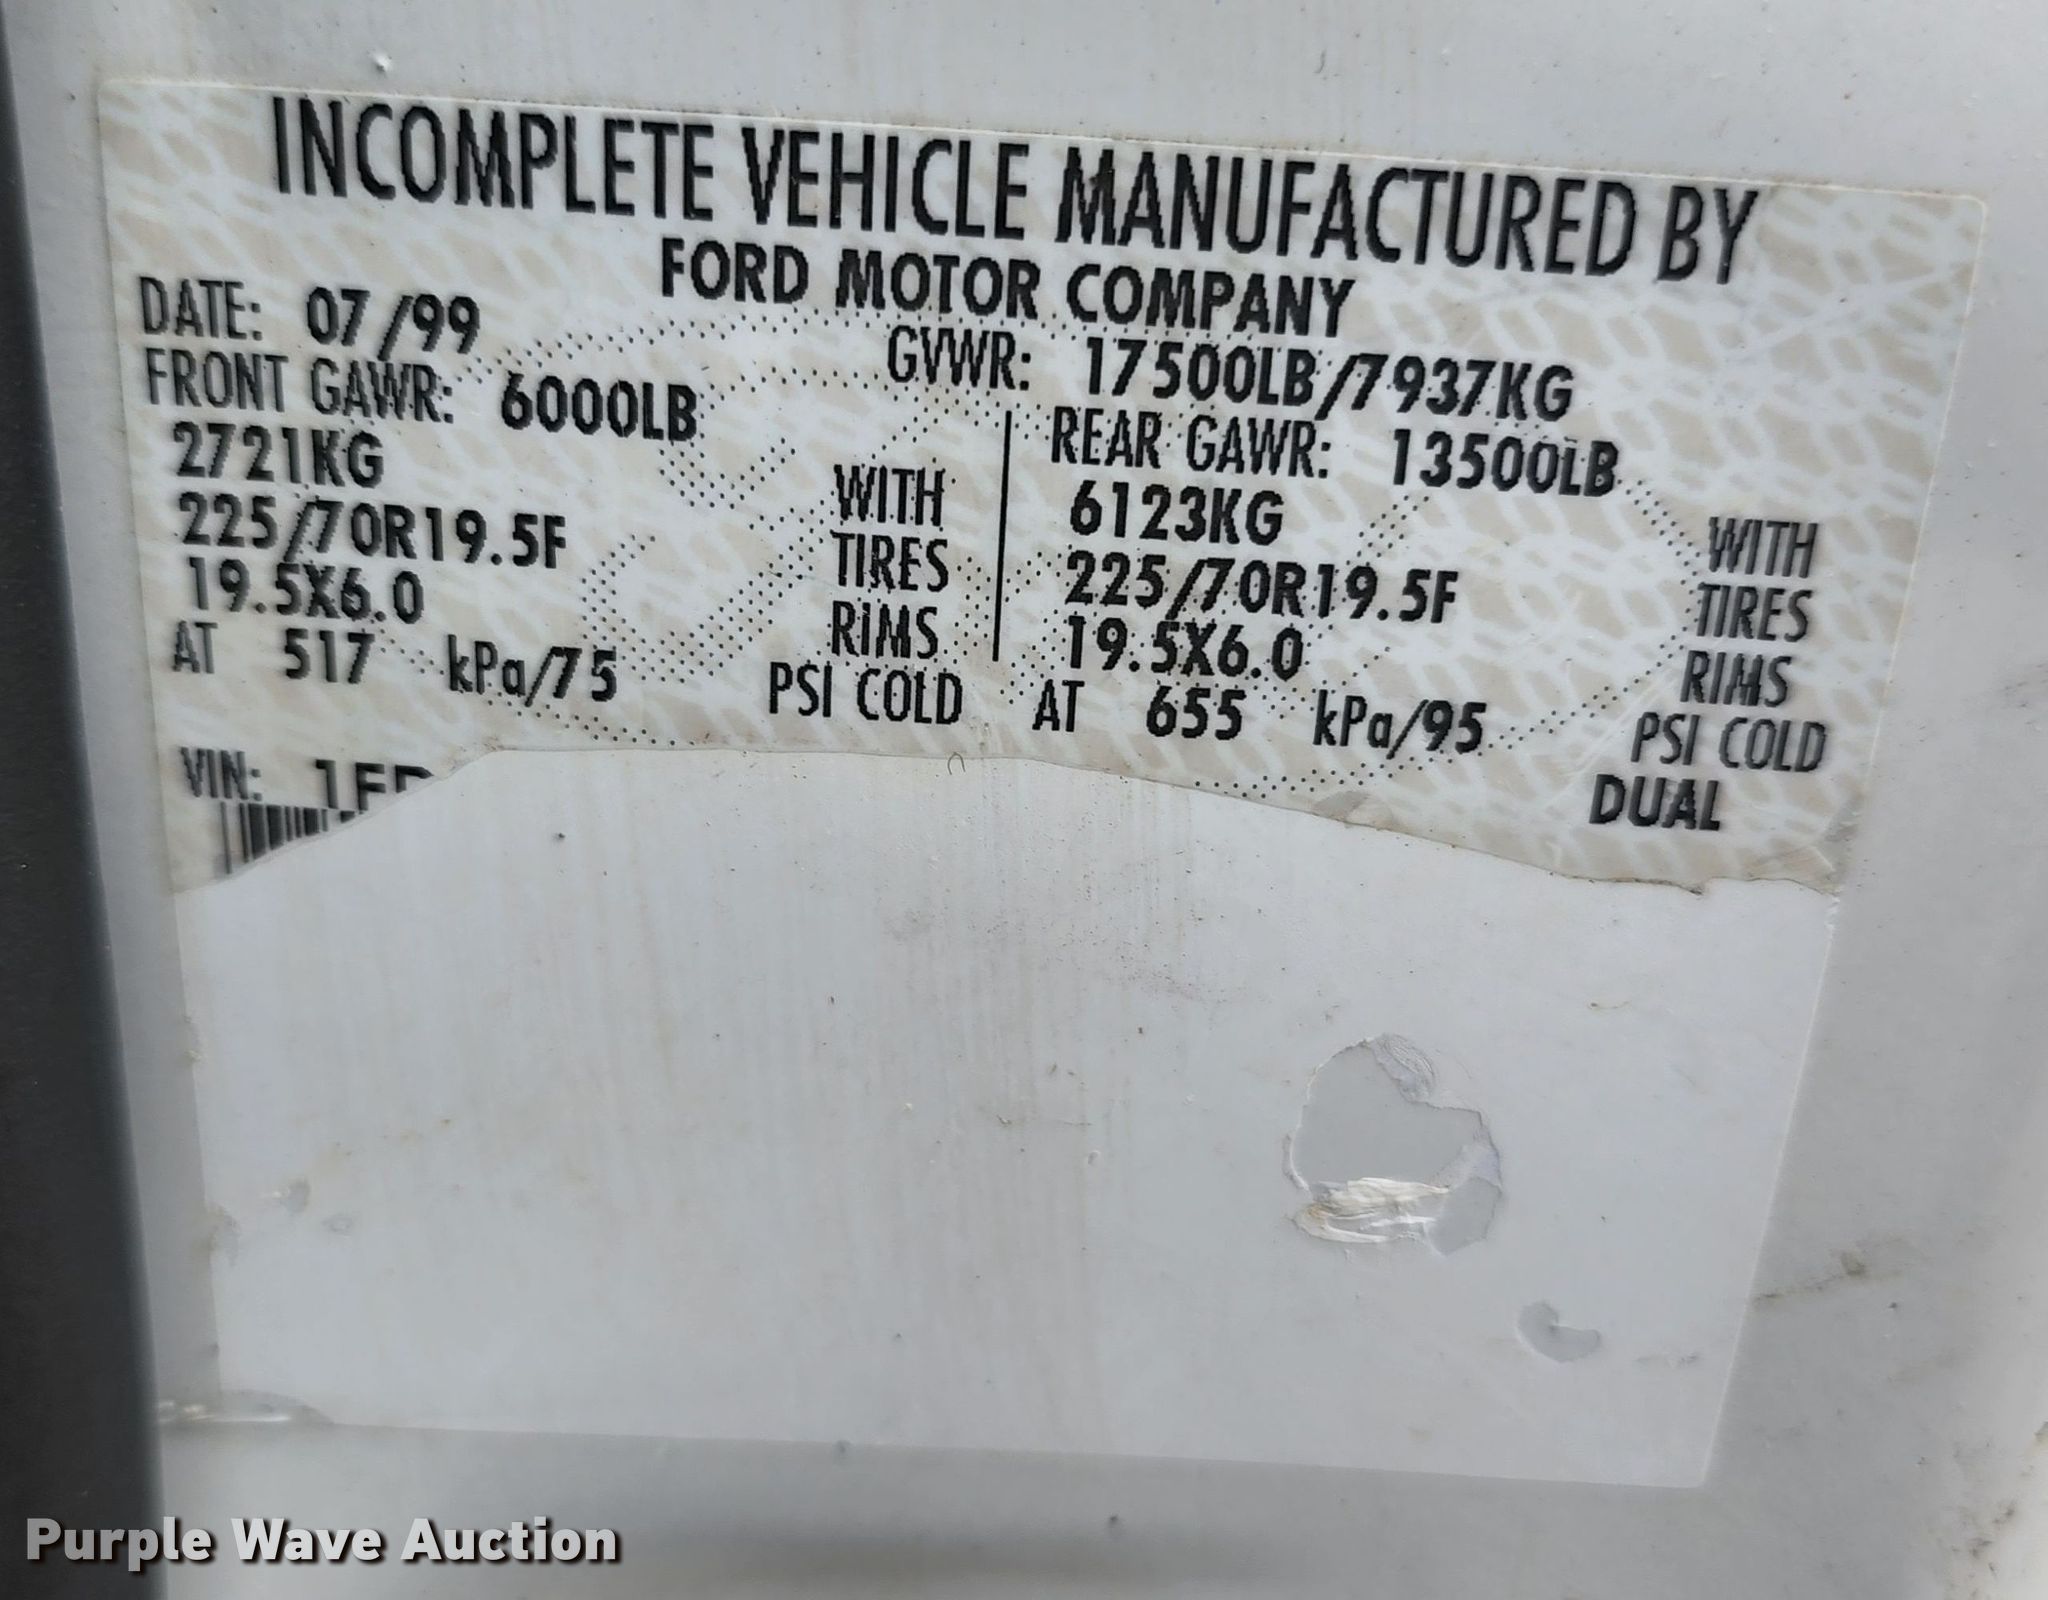 INCOMPLETE VEHICLE MANUFACTURED BY
FORD MOTOR COMPANY
DATE: 07/99 GVWR: 17500LB/7937KG
FRONT GAWR: 6000LB REAR GAWR: 13500LB
2721KG WITH 6123KG WITH
225/70R19.5F TIRES 225/70R19.5F TIRES
19.5X6.0 RIMS 19.5X6.0 RIMS
AT 517 kPa/75 PSI COLD AT 655 kPa/95 PSI COLD
DUAL
VIN:
Purple Wave Auction